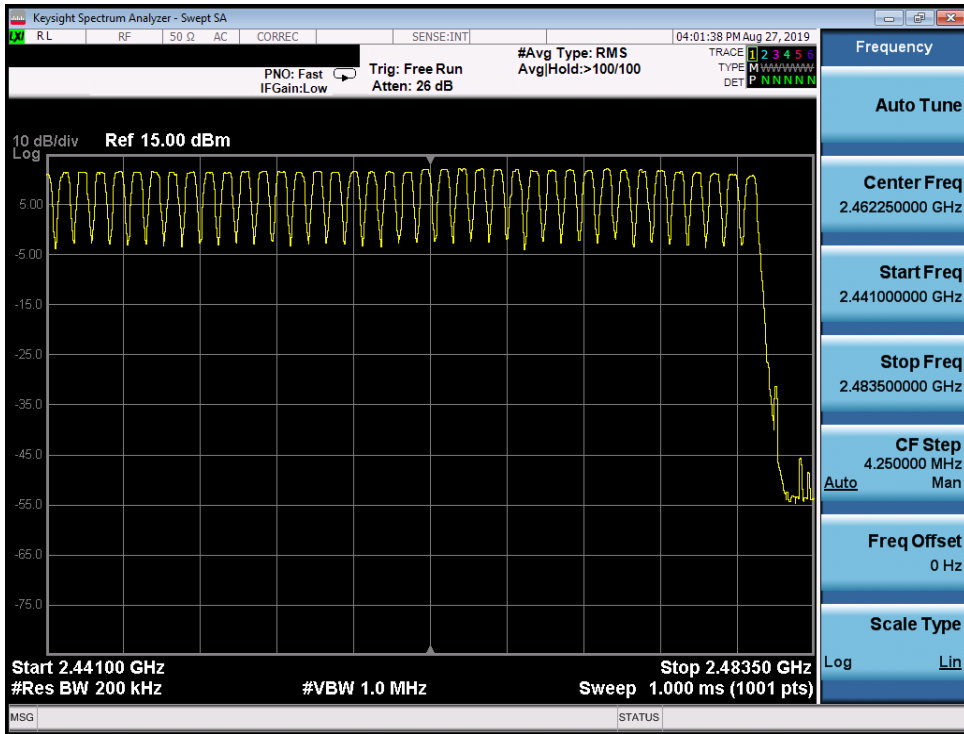 Keysight Spectrum Analyzer - Swept SA
LXI RL RF 50 Ω AC CORREC SENSE:INT 04:01:38 PM Aug 27, 2019
PNO: Fast
IFGain:Low
Trig: Free Run
Atten: 26 dB
#Avg Type: RMS
Avg|Hold:>100/100
TRACE 1 2 3 4 5 6
TYPE M W W W W W
DET P N N N N N
10 dB/div Ref 15.00 dBm
Log
5.00
-5.00
-15.0
-25.0
-35.0
-45.0
-55.0
-65.0
-75.0
Start 2.44100 GHz Stop 2.48350 GHz
#Res BW 200 kHz #VBW 1.0 MHz Sweep 1.000 ms (1001 pts)
MSG STATUS
Frequency
Auto Tune
Center Freq
2.462250000 GHz
Start Freq
2.441000000 GHz
Stop Freq
2.483500000 GHz
CF Step
4.250000 MHz
Auto Man
Freq Offset
0 Hz
Scale Type
Log Lin